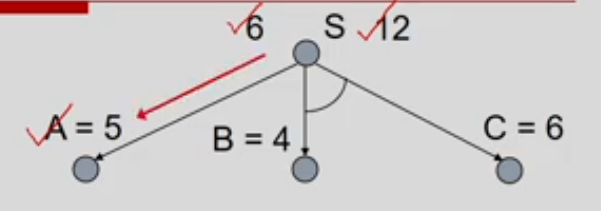 6 S 12
A = 5
B = 4
C = 6